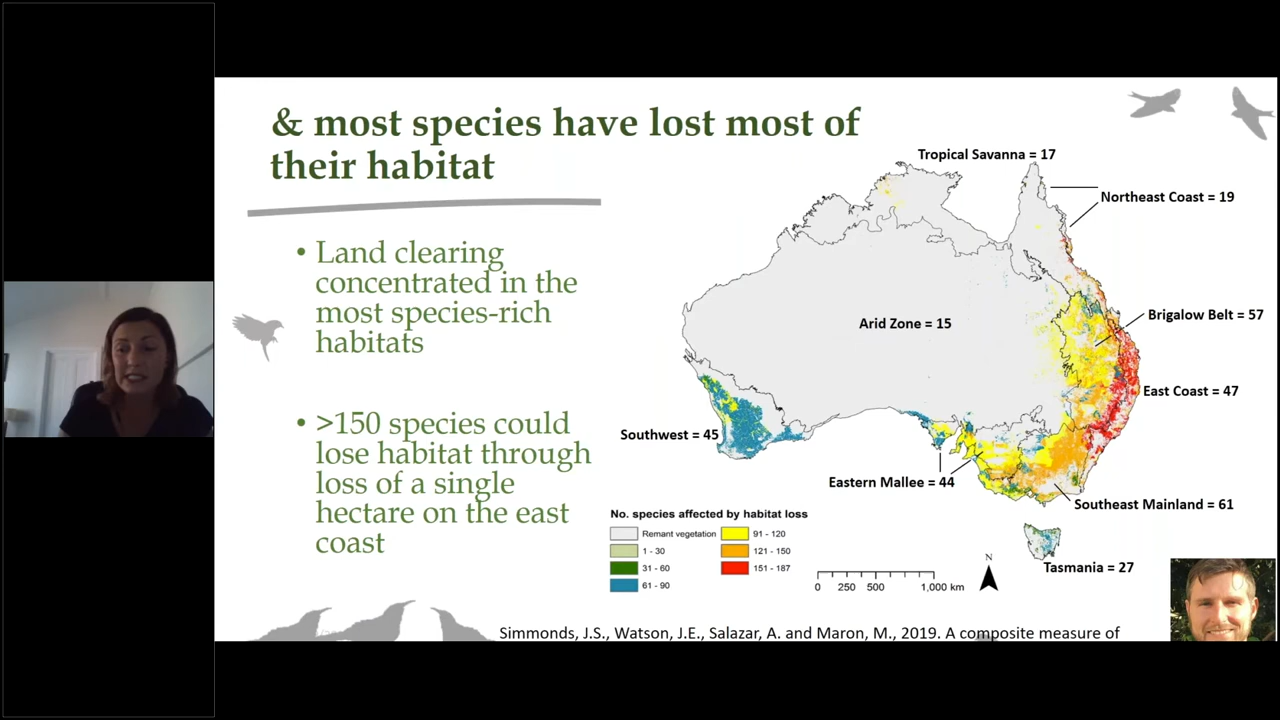 & most species have lost most of
their habitat
• Land clearing
concentrated in the
most species-rich
habitats
• >150 species could
lose habitat through
loss of a single
hectare on the east
coast
Tropical Savanna = 17
Northeast Coast = 19
Brigalow Belt = 57
Arid Zone = 15
East Coast = 47
Southwest = 45
Eastern Mallee = 44
Southeast Mainland = 61
Tasmania = 27
No. species affected by habitat loss
Remant vegetation
1 - 30
31 - 60
61 - 90
91 - 120
121 - 150
151 - 187
0 250 500 1,000 km
N
Simmonds, J.S., Watson, J.E., Salazar, A. and Maron, M., 2019. A composite measure of